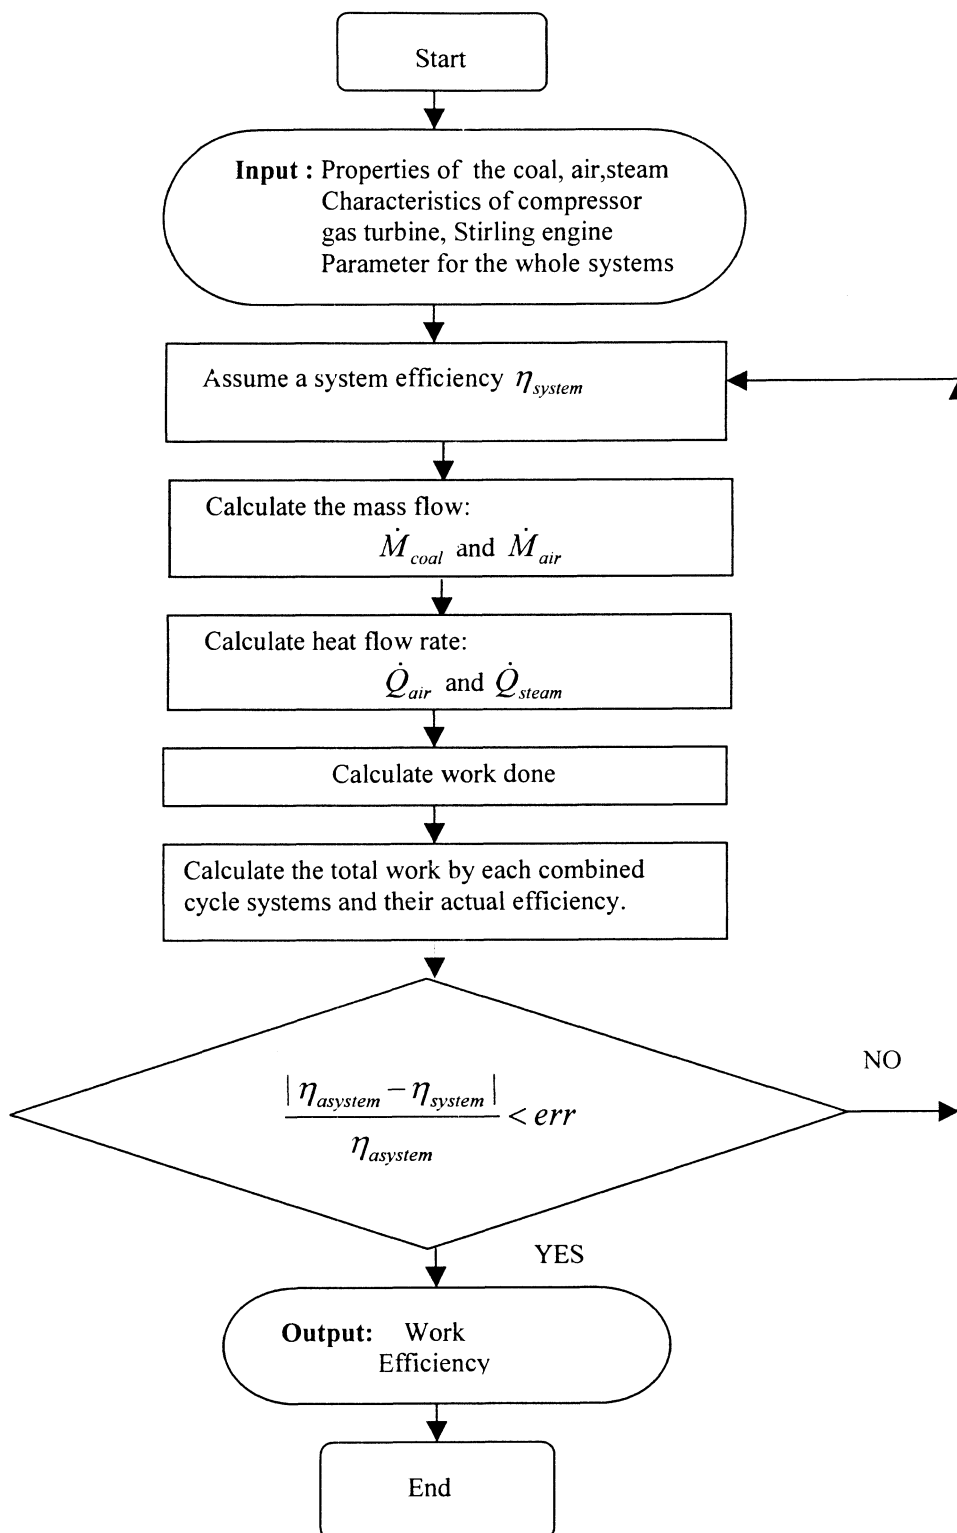 Start
Input : Properties of the coal, air,steam
Characteristics of compressor
gas turbine, Stirling engine
Parameter for the whole systems
Assume a system efficiency η_system
Calculate the mass flow:
Ṁ_coal and Ṁ_air
Calculate heat flow rate:
Q̇_air and Q̇_steam
Calculate work done
Calculate the total work by each combined
cycle systems and their actual efficiency.
NO
| η_asystem − η_system |
< err
η_asystem
YES
Output: Work
Efficiency
End